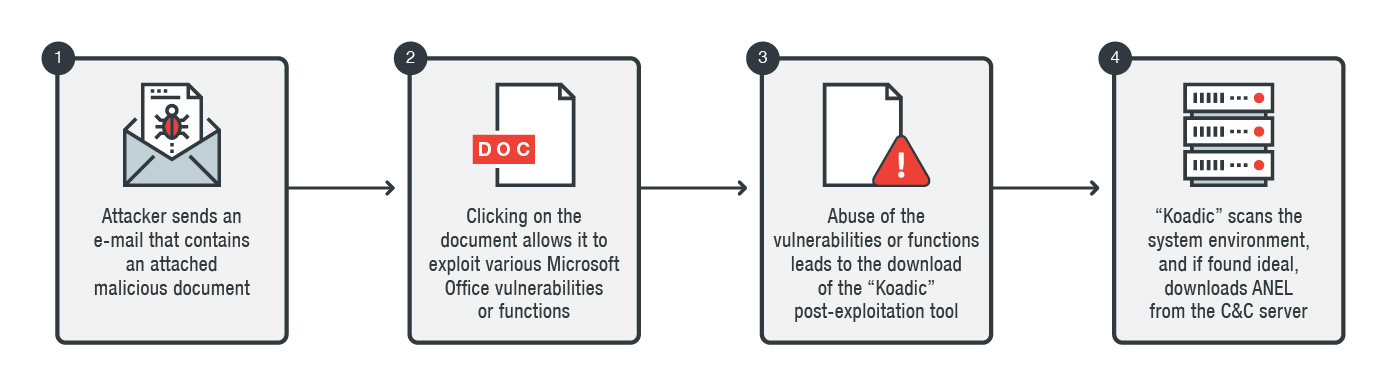 1
Attacker sends an
e-mail that contains
an attached
malicious document
2
DOC
Clicking on the
document allows it to
exploit various Microsoft
Office vulnerabilities
or functions
3
!
Abuse of the
vulnerabilities or functions
leads to the download
of the “Koadic”
post-exploitation tool
4
“Koadic” scans the
system environment,
and if found ideal,
downloads ANEL
from the C&C server